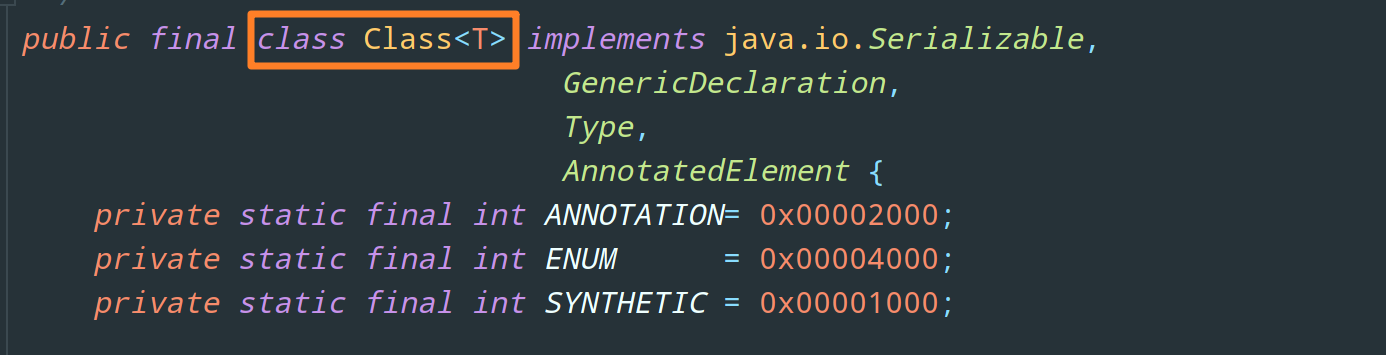 public final class Class<T> implements java.io.Serializable,
GenericDeclaration,
Type,
AnnotatedElement {
private static final int ANNOTATION= 0x00002000;
private static final int ENUM      = 0x00004000;
private static final int SYNTHETIC = 0x00001000;